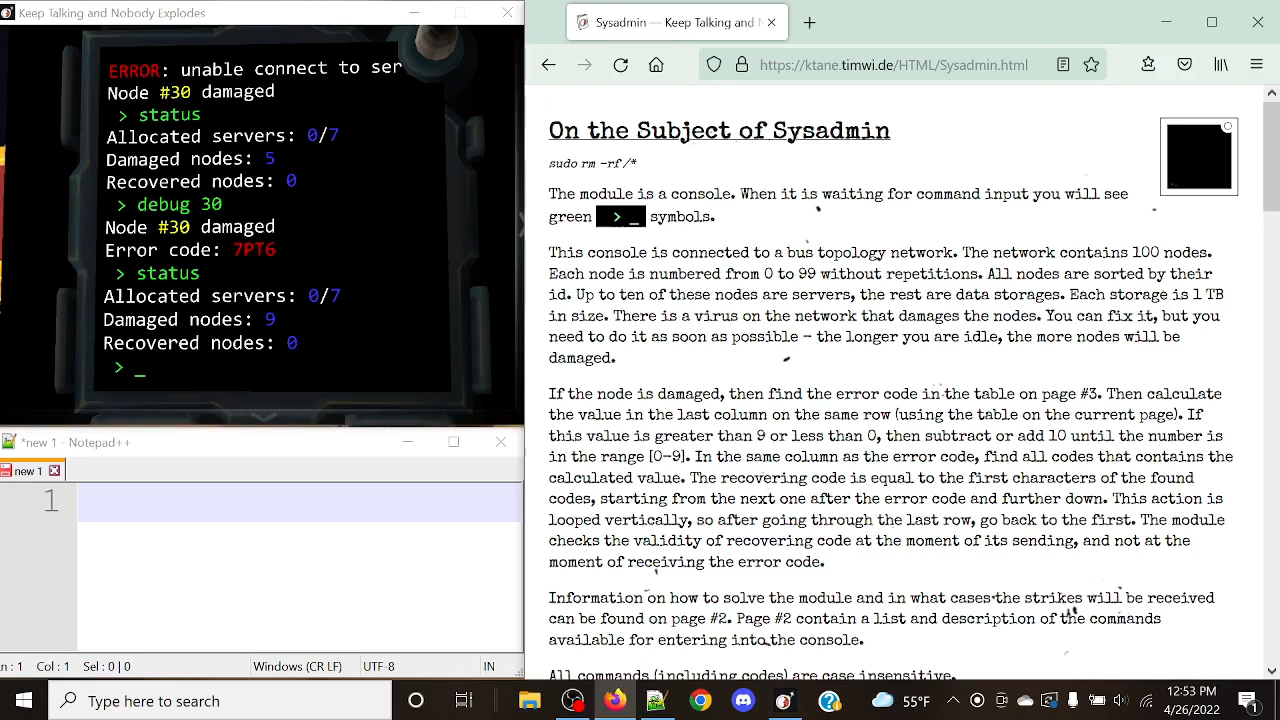 Keep Talking and Nobody Explodes
ERROR: unable connect to ser
Node #30 damaged
> status
Allocated servers: 0/7
Damaged nodes: 5
Recovered nodes: 0
> debug 30
Node #30 damaged
Error code: 7PT6
> status
Allocated servers: 0/7
Damaged nodes: 9
Recovered nodes: 0
> _
*new 1 - Notepad++
new 1
1
Ln : 1 Col : 1 Sel : 0 | 0 Windows (CR LF) UTF-8 IN
Sysadmin — Keep Talking and N
https://ktane.timwi.de/HTML/Sysadmin.html
On the Subject of Sysadmin
sudo rm -rf /*
The module is a console. When it is waiting for command input you will see
green > _ symbols.
This console is connected to a bus topology network. The network contains 100 nodes.
Each node is numbered from 0 to 99 without repetitions. All nodes are sorted by their
id. Up to ten of these nodes are servers, the rest are data storages. Each storage is 1 TB
in size. There is a virus on the network that damages the nodes. You can fix it, but you
need to do it as soon as possible – the longer you are idle, the more nodes will be
damaged.
If the node is damaged, then find the error code in the table on page #3. Then calculate
the value in the last column on the same row (using the table on the current page). If
this value is greater than 9 or less than 0, then subtract or add 10 until the number is
in the range [0-9]. In the same column as the error code, find all codes that contains the
calculated value. The recovering code is equal to the first characters of the found
codes, starting from the next one after the error code and further down. This action is
looped vertically, so after going through the last row, go back to the first. The module
checks the validity of recovering code at the moment of its sending, and not at the
moment of receiving the error code.
Information on how to solve the module and in what cases the strikes will be received
can be found on page #2. Page #2 contain a list and description of the commands
available for entering into the console.
All commands (including codes) are case insensitive.
Type here to search
55°F
12:53 PM
4/26/2022